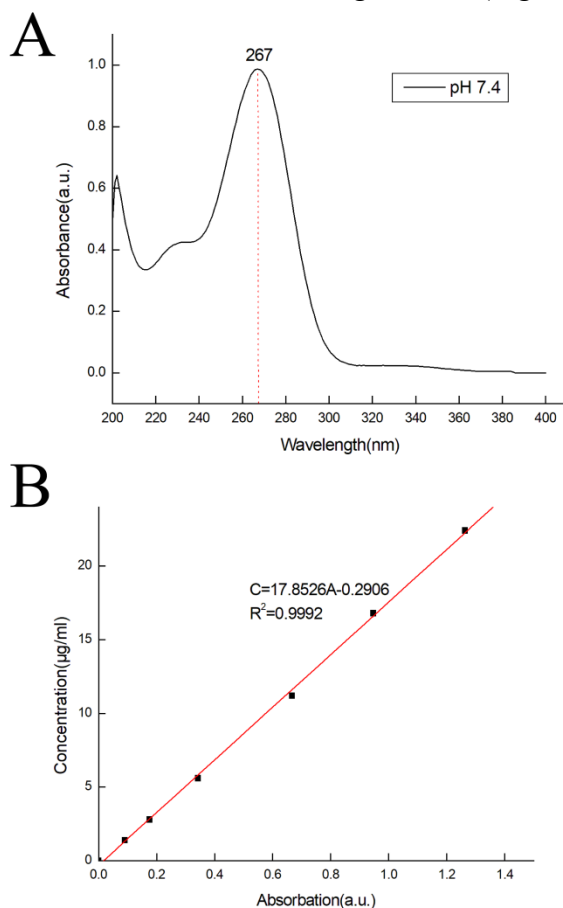 A
267
pH 7.4
1.0
0.8
0.6
0.4
0.2
0.0
Absorbance(a.u.)
200 220 240 260 280 300 320 340 360 380 400
Wavelength(nm)
B
C=17.8526A-0.2906
R²=0.9992
20
15
10
5
0
Concentration(µg/ml)
0.0 0.2 0.4 0.6 0.8 1.0 1.2 1.4
Absorbation(a.u.)